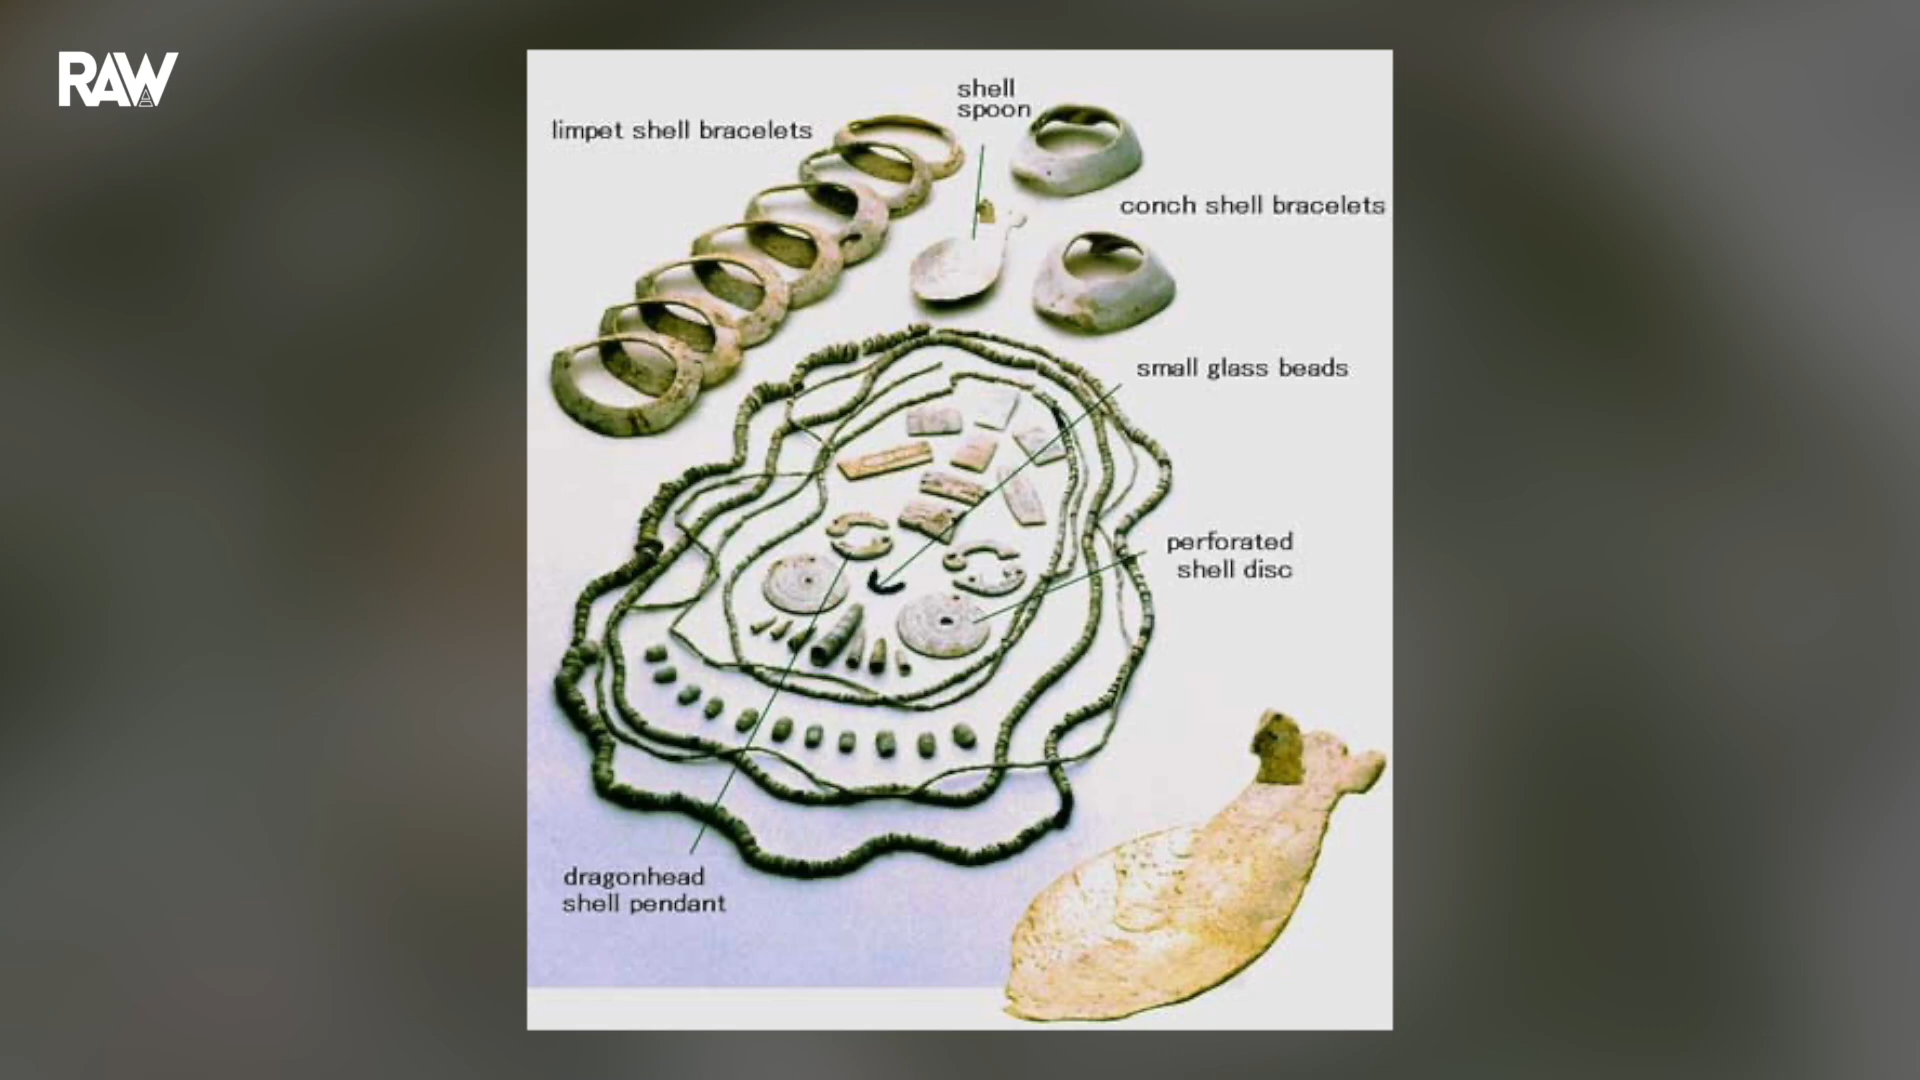 RAW
shell
spoon
limpet shell bracelets
conch shell bracelets
small glass beads
perforated
shell disc
dragonhead
shell pendant